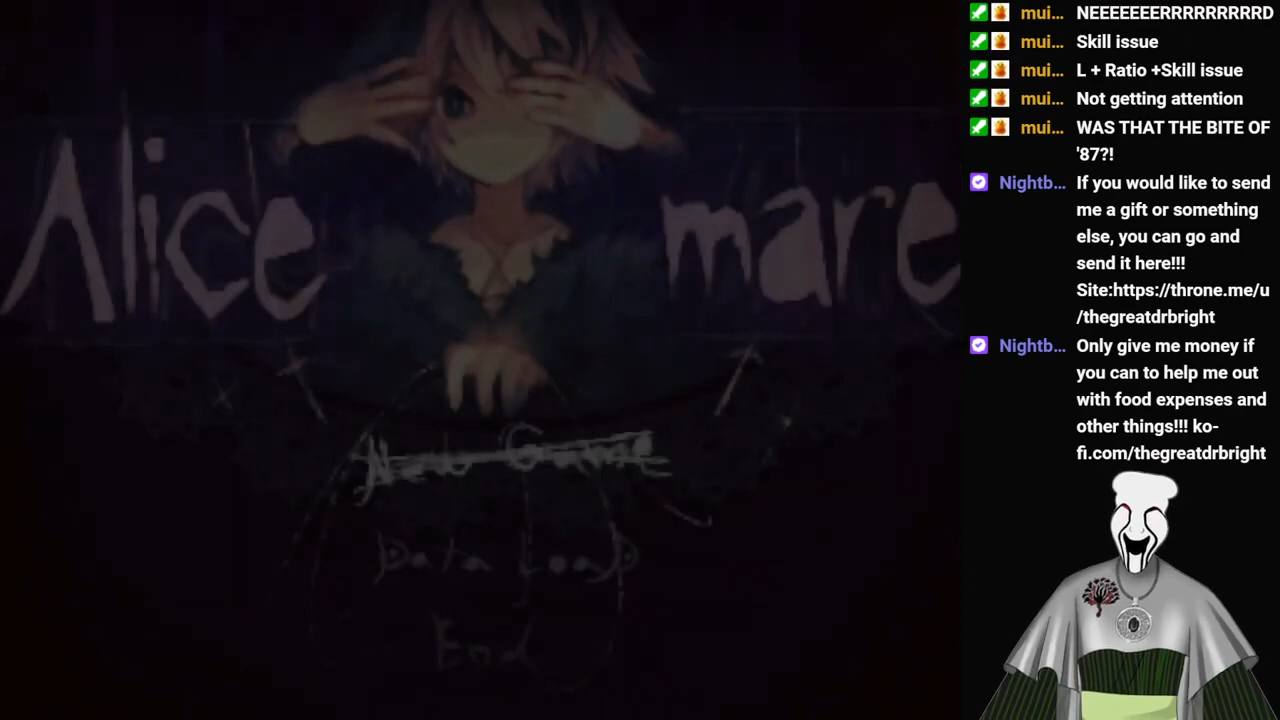 Alice mare
New Game
Data Load
End
mui... NEEEEEEERRRRRRRRRD
mui... Skill issue
mui... L + Ratio +Skill issue
mui... Not getting attention
mui... WAS THAT THE BITE OF
'87?!
Nightb... If you would like to send
me a gift or something
else, you can go and
send it here!!!
Site:https://throne.me/u
/thegreatdrbright
Nightb... Only give me money if
you can to help me out
with food expenses and
other things!!! ko-
fi.com/thegreatdrbright